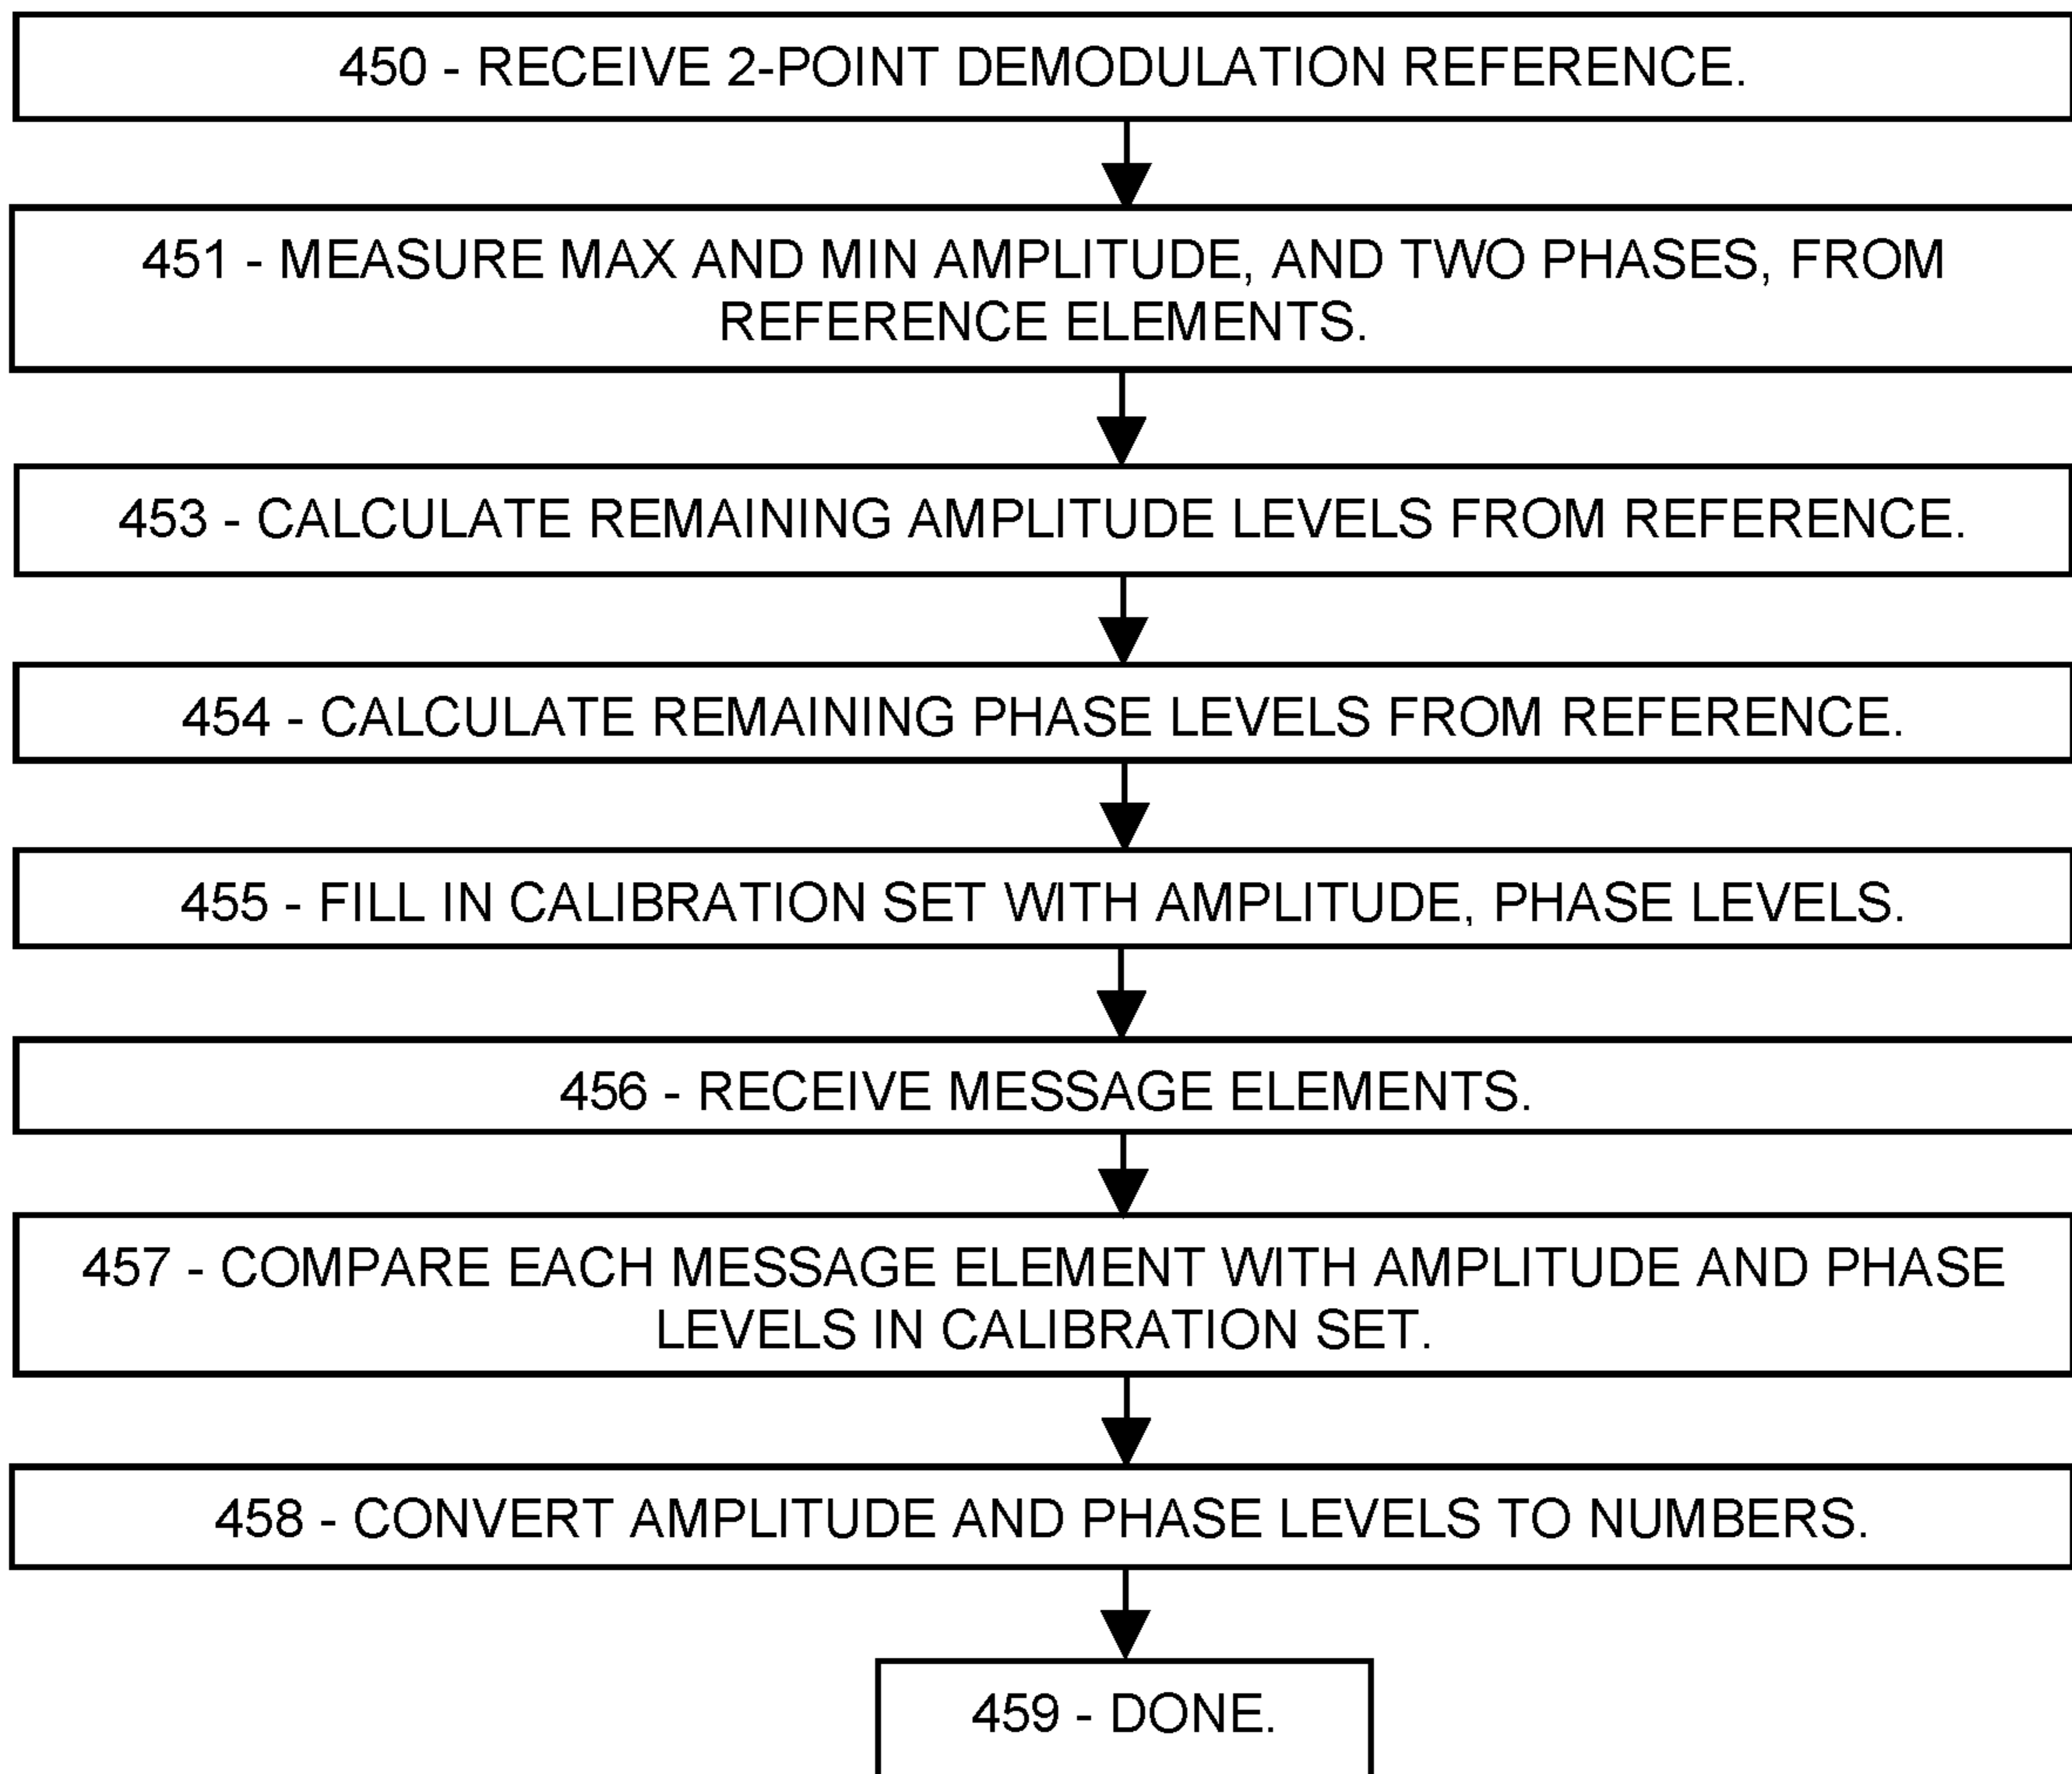 450 - RECEIVE 2-POINT DEMODULATION REFERENCE.
451 - MEASURE MAX AND MIN AMPLITUDE, AND TWO PHASES, FROM
REFERENCE ELEMENTS.
453 - CALCULATE REMAINING AMPLITUDE LEVELS FROM REFERENCE.
454 - CALCULATE REMAINING PHASE LEVELS FROM REFERENCE.
455 - FILL IN CALIBRATION SET WITH AMPLITUDE, PHASE LEVELS.
456 - RECEIVE MESSAGE ELEMENTS.
457 - COMPARE EACH MESSAGE ELEMENT WITH AMPLITUDE AND PHASE
LEVELS IN CALIBRATION SET.
458 - CONVERT AMPLITUDE AND PHASE LEVELS TO NUMBERS.
459 - DONE.